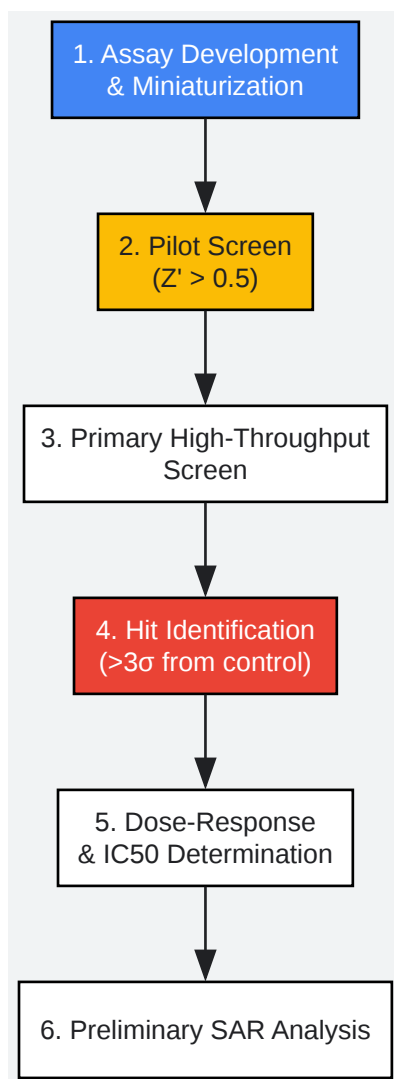 1. Assay Development
& Miniaturization
2. Pilot Screen
(Z' > 0.5)
3. Primary High-Throughput
Screen
4. Hit Identification
(>3σ from control)
5. Dose-Response
& IC50 Determination
6. Preliminary SAR Analysis